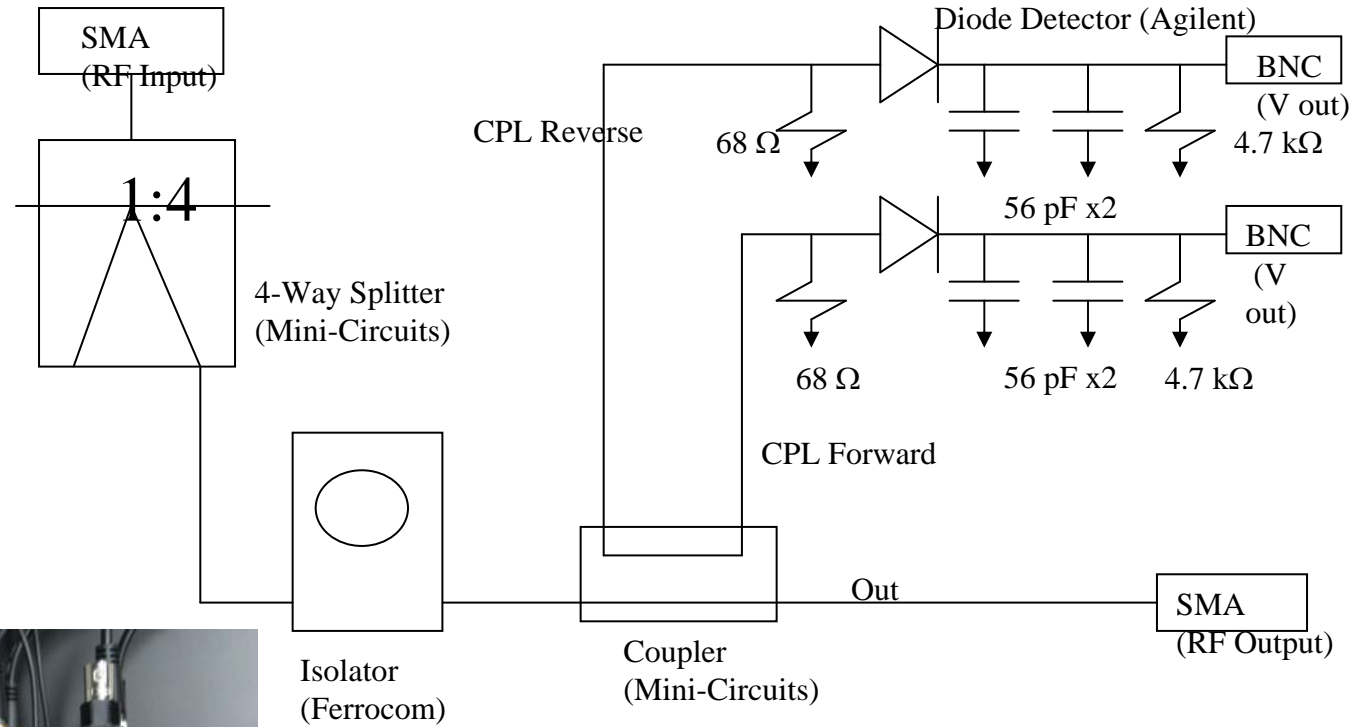 SMA
(RF Input)
1:4
4-Way Splitter
(Mini-Circuits)
Isolator
(Ferrocom)
Coupler
(Mini-Circuits)
CPL Reverse
CPL Forward
Diode Detector (Agilent)
68 Ω
56 pF x2
4.7 kΩ
BNC
(V out)
68 Ω
56 pF x2
4.7 kΩ
BNC
(V
out)
Out
SMA
(RF Output)